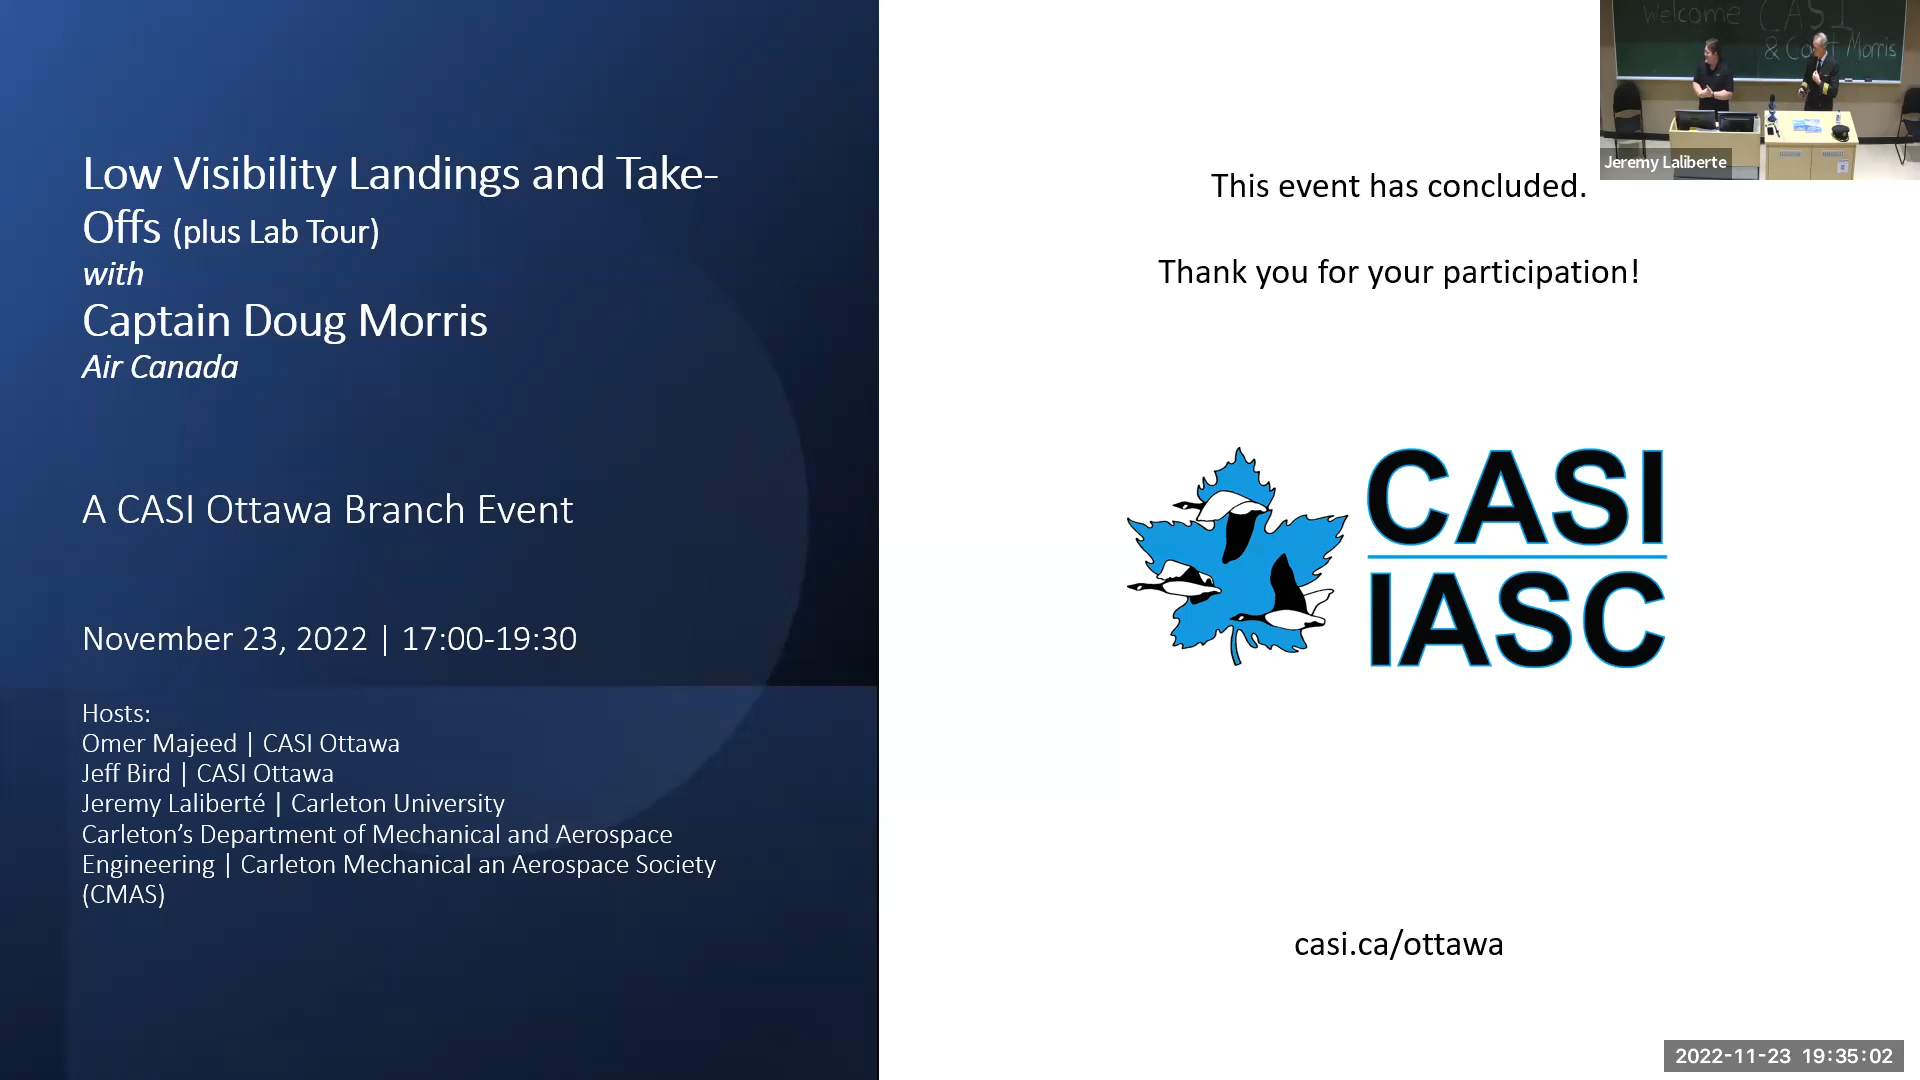 Low Visibility Landings and Take-
Offs (plus Lab Tour)
with
Captain Doug Morris
Air Canada
A CASI Ottawa Branch Event
November 23, 2022 | 17:00-19:30
Hosts:
Omer Majeed | CASI Ottawa
Jeff Bird | CASI Ottawa
Jeremy Laliberté | Carleton University
Carleton’s Department of Mechanical and Aerospace
Engineering | Carleton Mechanical an Aerospace Society
(CMAS)
This event has concluded.
Thank you for your participation!
CASI
IASC
casi.ca/ottawa
Welcome CASI
& Morris
Jeremy Laliberte
2022-11-23 19:35:02